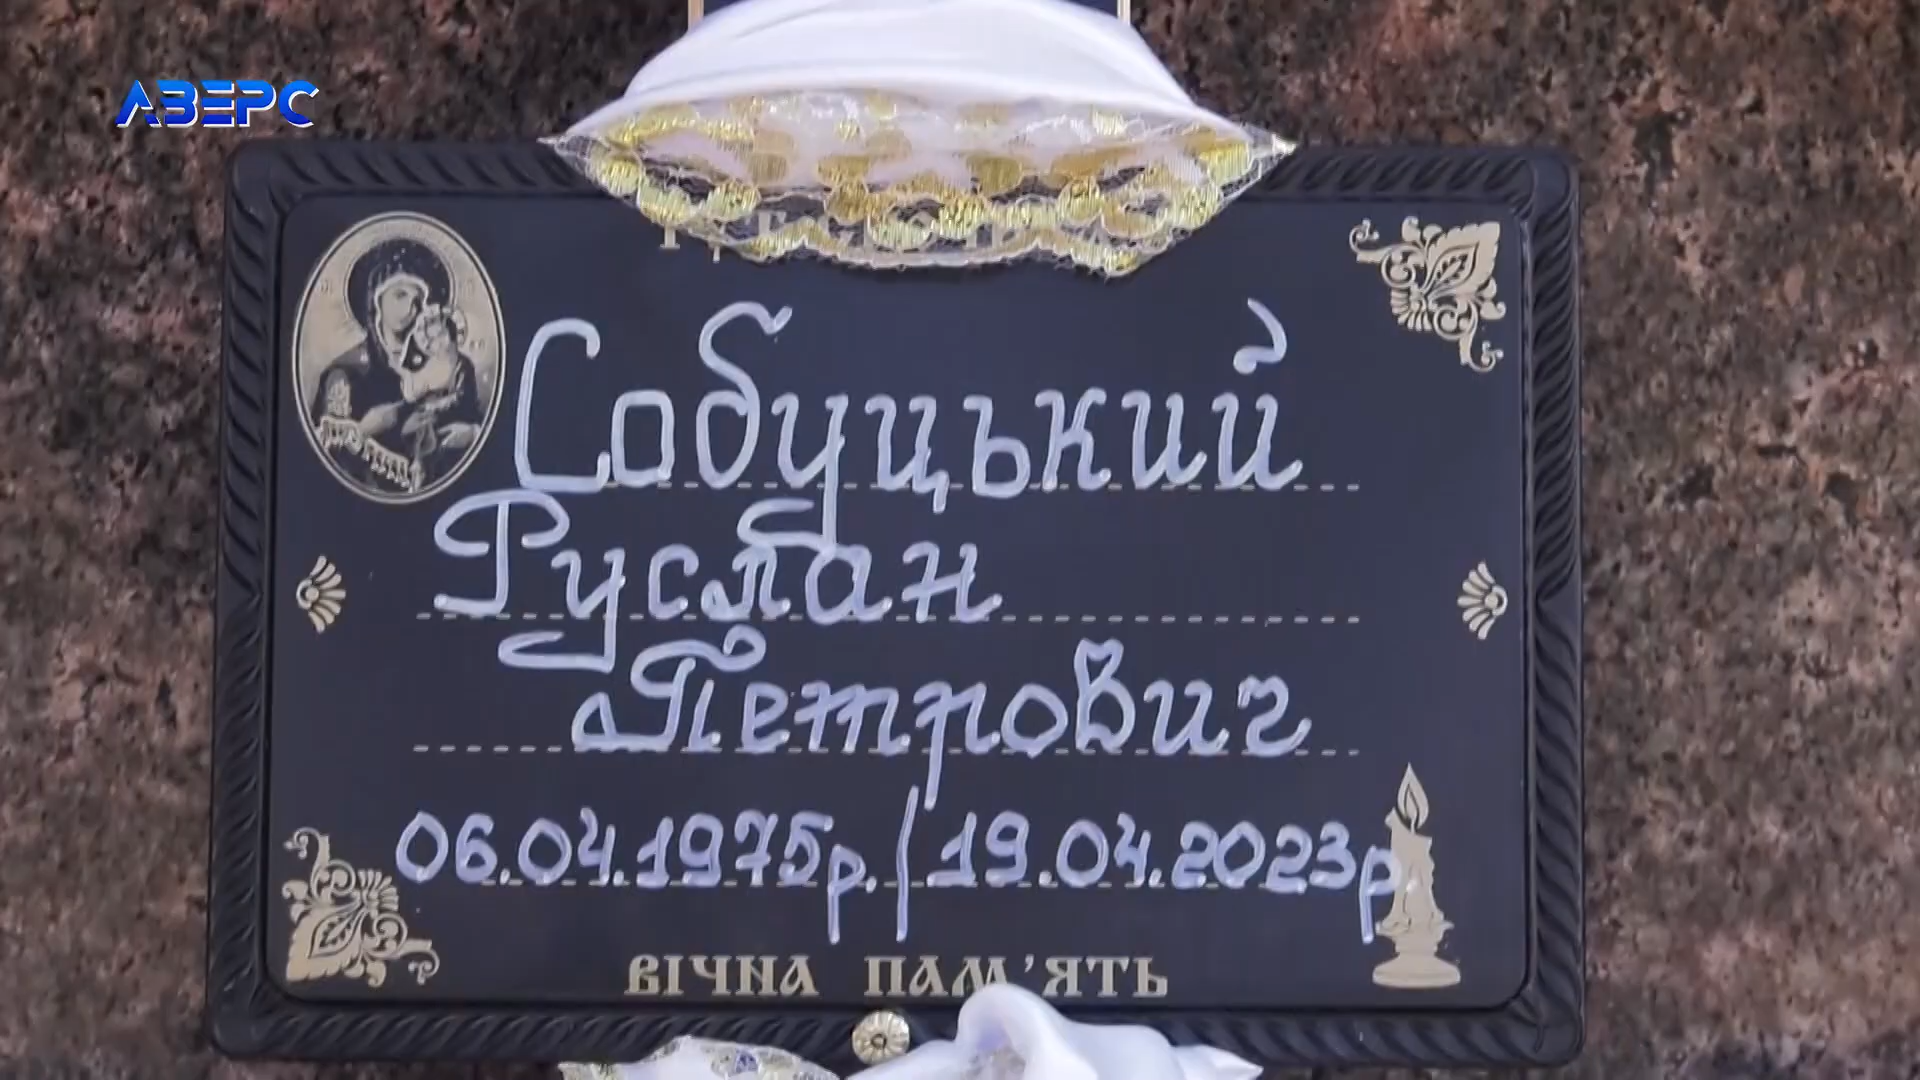 АВЕРС
Собуцький
Руслан
Петрович
06.04.1975р./19.04.2023р
ВІЧНА ПАМ'ЯТЬ